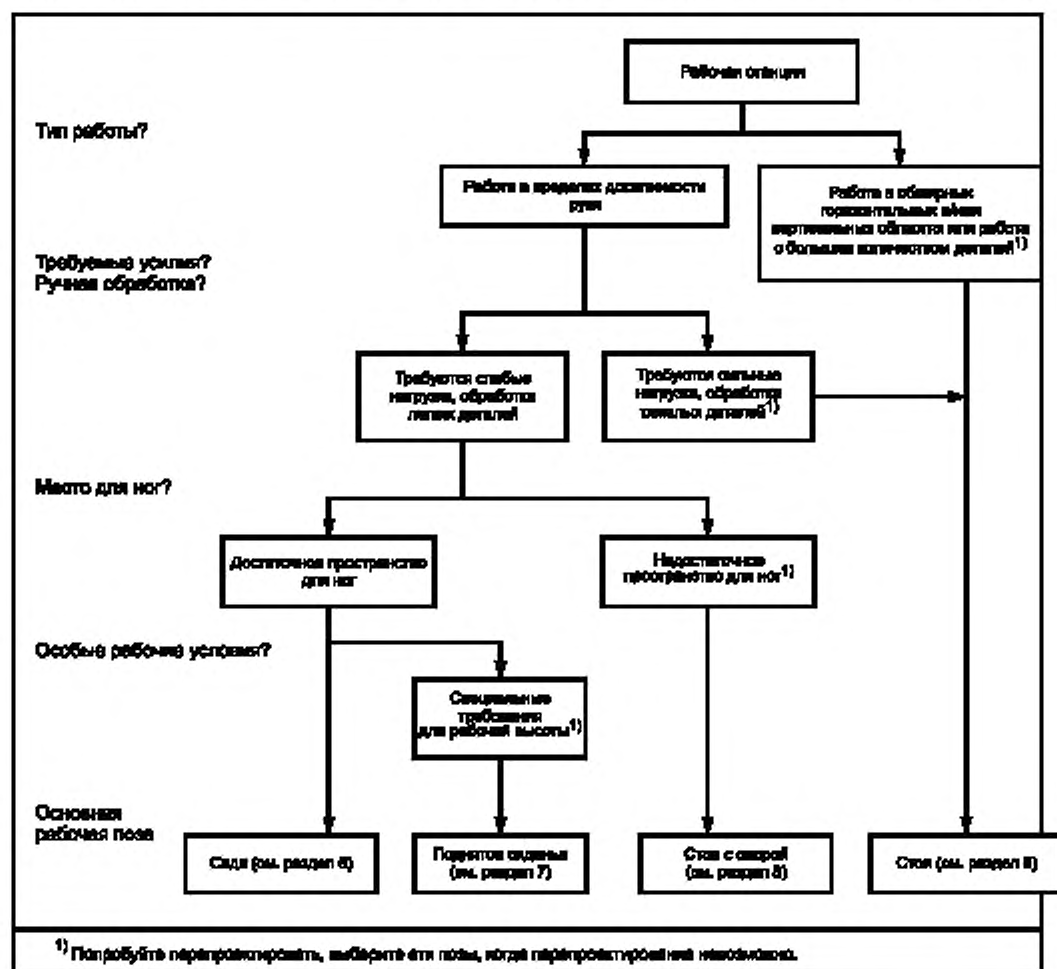 Рабочая станция
Тип работы?
Работа в пределах досягаемости
руки
Работа в обширных
горизонтальных и/или
вертикальных областях или работа
с большим количеством деталей1)
Требуемые усилия?
Ручная обработка?
Требуются слабые
нагрузки, обработка
легких деталей
Требуются сильные
нагрузки, обработка
тяжелых деталей1)
Место для ног?
Достаточное пространство
для ног
Недостаточное
пространство для ног1)
Особые рабочие условия?
Специальные
требования
для рабочей высоты1)
Основная
рабочая поза
Сидя (см. раздел 6)
Поднятое сиденье
(см. раздел 7)
Стоя с опорой
(см. раздел 8)
Стоя (см. раздел
1) Попробуйте перепроектировать, выберите эти позы, когда перепроектирование невозможно.